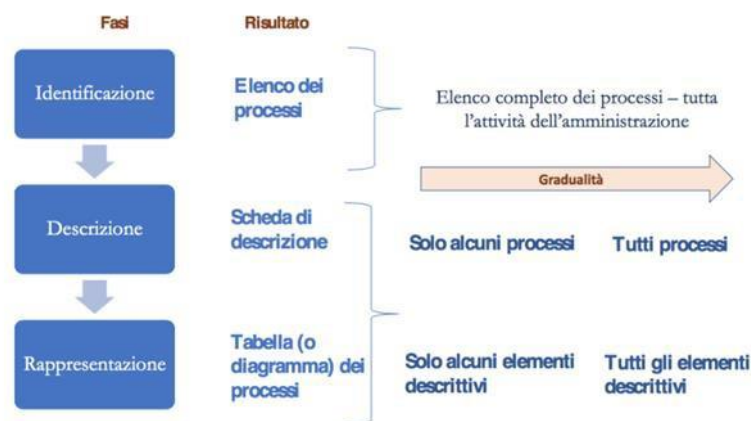 Fasi
Risultato
Identificazione
Elenco dei
processi
Elenco completo dei processi – tutta
l'attività dell'amministrazione
Gradualità
Descrizione
Scheda di
descrizione
Solo alcuni processi
Tutti processi
Rappresentazione
Tabella (o
diagramma) dei
processi
Solo alcuni elementi
descrittivi
Tutti gli elementi
descrittivi